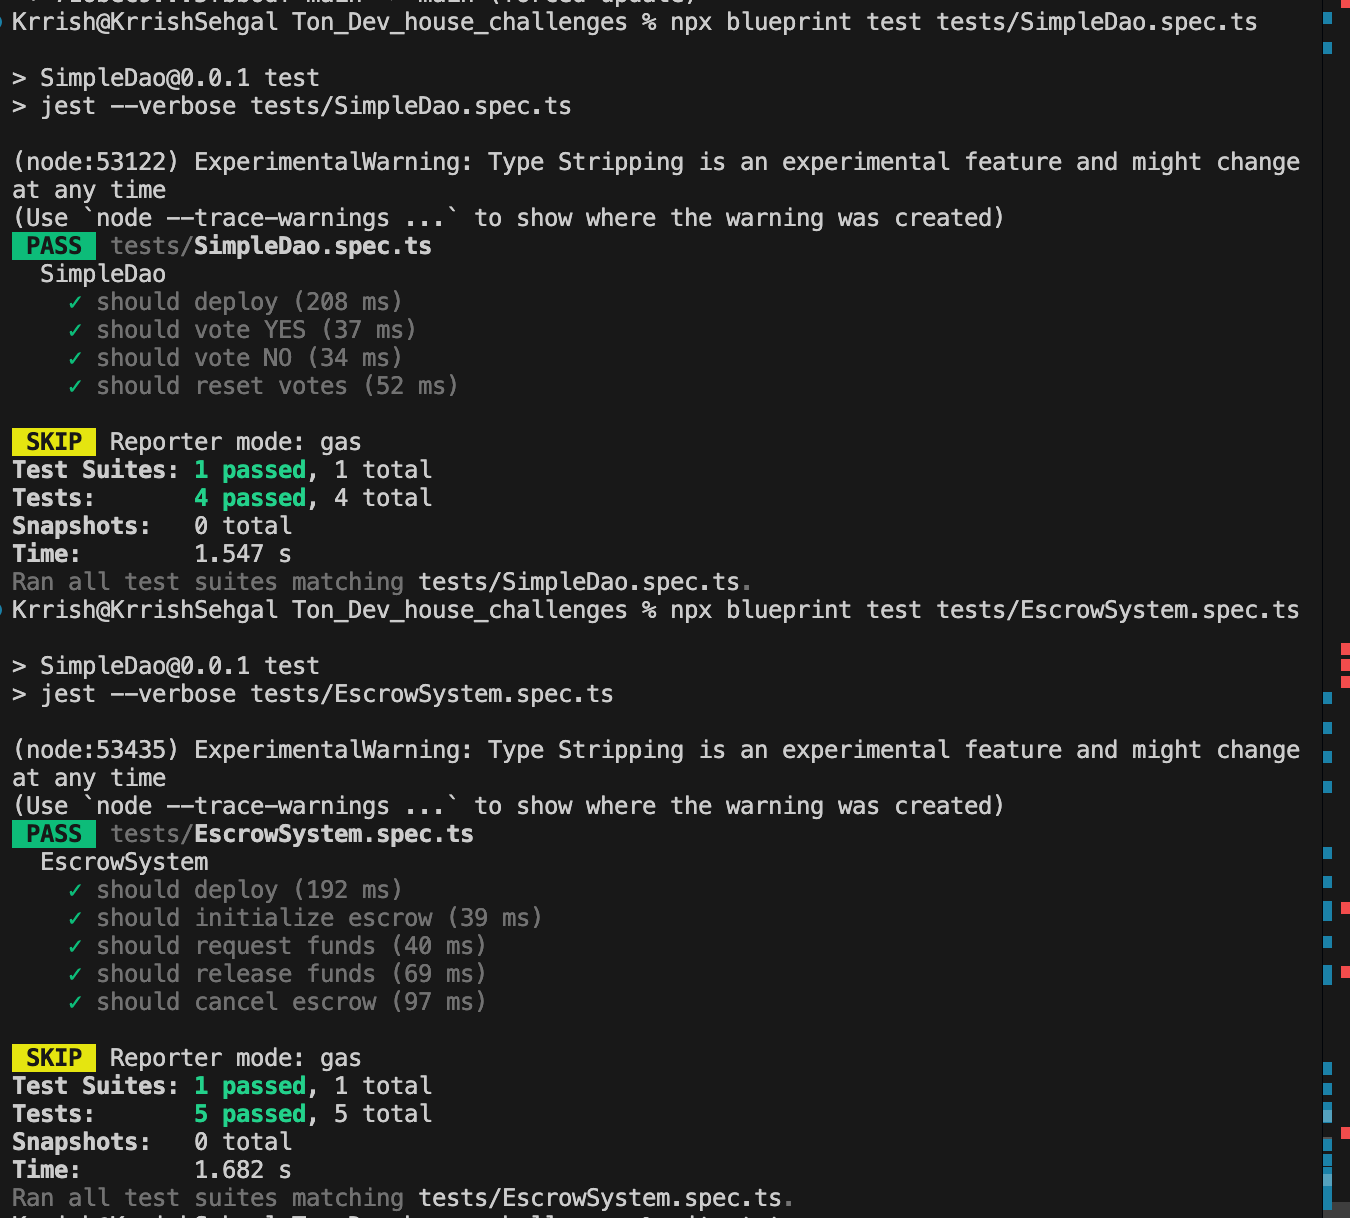 Krrish@KrrishSehgal Ton_Dev_house_challenges % npx blueprint test tests/SimpleDao.spec.ts
> SimpleDao@0.0.1 test
> jest --verbose tests/SimpleDao.spec.ts
(node:53122) ExperimentalWarning: Type Stripping is an experimental feature and might change
at any time
(Use `node --trace-warnings ...` to show where the warning was created)
PASS tests/SimpleDao.spec.ts
SimpleDao
✓ should deploy (208 ms)
✓ should vote YES (37 ms)
✓ should vote NO (34 ms)
✓ should reset votes (52 ms)
SKIP Reporter mode: gas
Test Suites: 1 passed, 1 total
Tests: 4 passed, 4 total
Snapshots: 0 total
Time: 1.547 s
Ran all test suites matching tests/SimpleDao.spec.ts.
Krrish@KrrishSehgal Ton_Dev_house_challenges % npx blueprint test tests/EscrowSystem.spec.ts
> SimpleDao@0.0.1 test
> jest --verbose tests/EscrowSystem.spec.ts
(node:53435) ExperimentalWarning: Type Stripping is an experimental feature and might change
at any time
(Use `node --trace-warnings ...` to show where the warning was created)
PASS tests/EscrowSystem.spec.ts
EscrowSystem
✓ should deploy (192 ms)
✓ should initialize escrow (39 ms)
✓ should request funds (40 ms)
✓ should release funds (69 ms)
✓ should cancel escrow (97 ms)
SKIP Reporter mode: gas
Test Suites: 1 passed, 1 total
Tests: 5 passed, 5 total
Snapshots: 0 total
Time: 1.682 s
Ran all test suites matching tests/EscrowSystem.spec.ts.